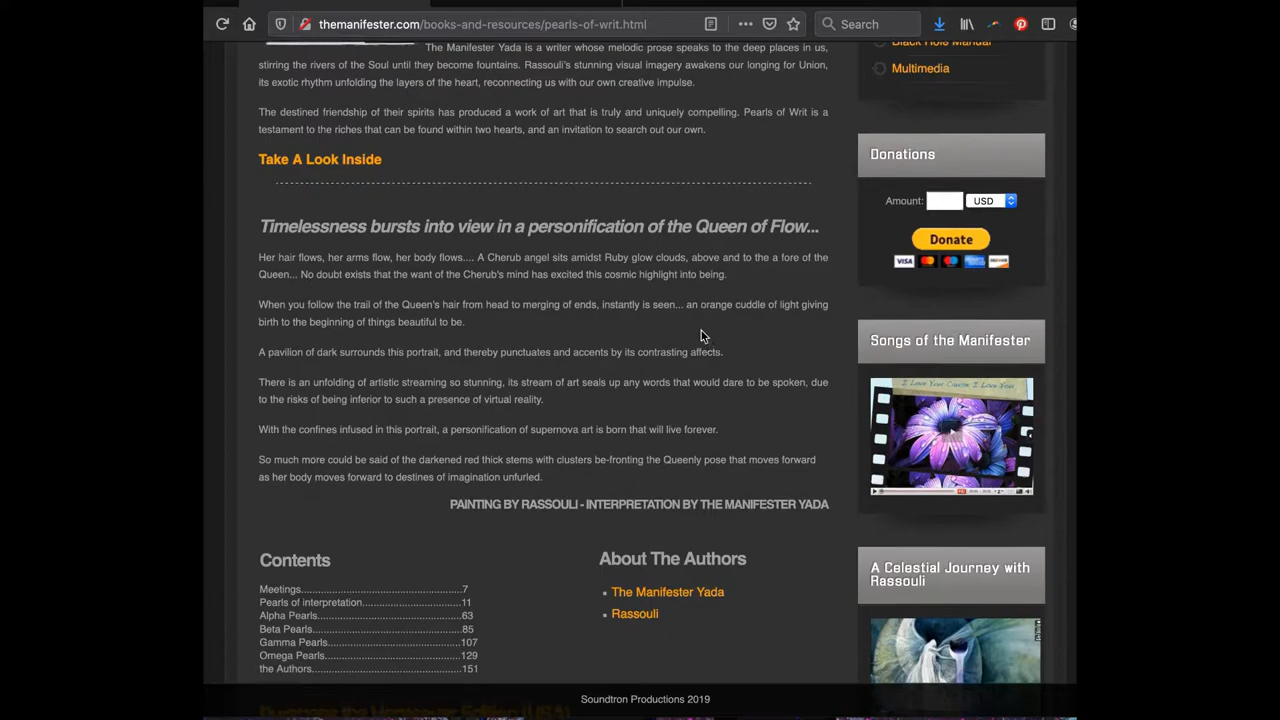 themanifester.com/books-and-resources/pearls-of-writ.html
Search
The Manifester Yada is a writer whose melodic prose speaks to the deep places in us,
stirring the rivers of the Soul until they become fountains. Rassouli's stunning visual imagery awakens our longing for Union,
its exotic rhythm unfolding the layers of the heart, reconnecting us with our own creative impulse.
The destined friendship of their spirits has produced a work of art that is truly and uniquely compelling. Pearls of Writ is a
testament to the riches that can be found within two hearts, and an invitation to search out our own.
Take A Look Inside
Timelessness bursts into view in a personification of the Queen of Flow...
Her hair flows, her arms flow, her body flows.... A Cherub angel sits amidst Ruby glow clouds, above and to the a fore of the
Queen... No doubt exists that the want of the Cherub's mind has excited this cosmic highlight into being.
When you follow the trail of the Queen's hair from head to merging of ends, instantly is seen... an orange cuddle of light giving
birth to the beginning of things beautiful to be.
A pavilion of dark surrounds this portrait, and thereby punctuates and accents by its contrasting affects.
There is an unfolding of artistic streaming so stunning, its stream of art seals up any words that would dare to be spoken, due
to the risks of being inferior to such a presence of virtual reality.
With the confines infused in this portrait, a personification of supernova art is born that will live forever.
So much more could be said of the darkened red thick stems with clusters be-fronting the Queenly pose that moves forward
as her body moves forward to destines of imagination unfurled.
PAINTING BY RASSOULI - INTERPRETATION BY THE MANIFESTER YADA
Contents
Meetings..................................................7
Pearls of interpretation..............................11
Alpha Pearls.............................................63
Beta Pearls...............................................85
Gamma Pearls.........................................107
Omega Pearls..........................................129
the Authors..............................................151
About The Authors
The Manifester Yada
Rassouli
Black Hole Manual
Multimedia
Donations
Amount:
USD
Donate
VISA
Songs of the Manifester
I Love Your Cause I Love You
A Celestial Journey with
Rassouli
Soundtron Productions 2019